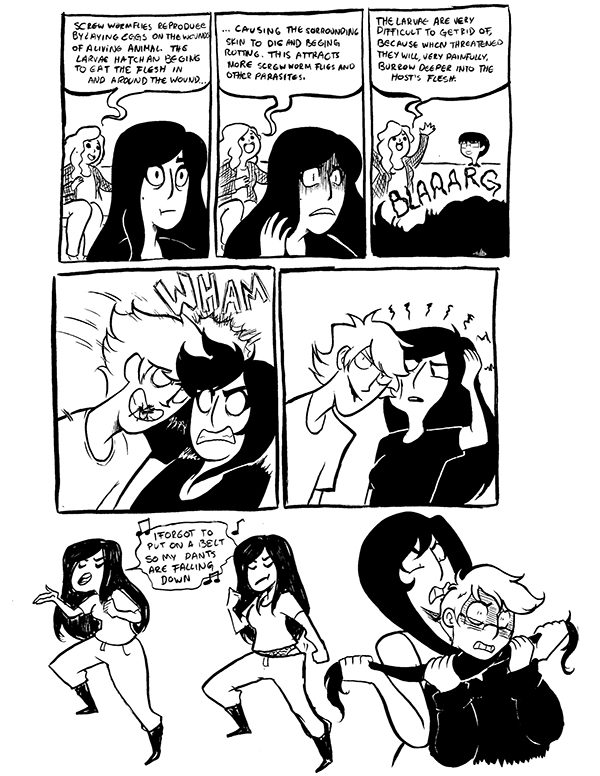 SCREW WORMFLIES REPRODUCE
BY LAYING EGGS ON THE WOUNDS
OF A LIVING ANIMAL. THE
LARVAE HATCH AN BEGING
TO EAT THE FLESH IN
AND AROUND THE WOUND...
... CAUSING THE SORROUNDING
SKIN TO DIE AND BEGING
ROTTING. THIS ATTRACTS
MORE SCREW WORM FLIES AND
OTHER PARASITES.
THE LARVAE ARE VERY
DIFFICULT TO GET RID OF,
BECAUSE WHEN THREATENED
THEY WILL, VERY PAINFULLY,
BURROW DEEPER INTO THE
HOST'S FLESH.
BLAAARG
WHAM
I FORGOT TO
PUT ON A BELT
SO MY PANTS
ARE FALLING
DOWN